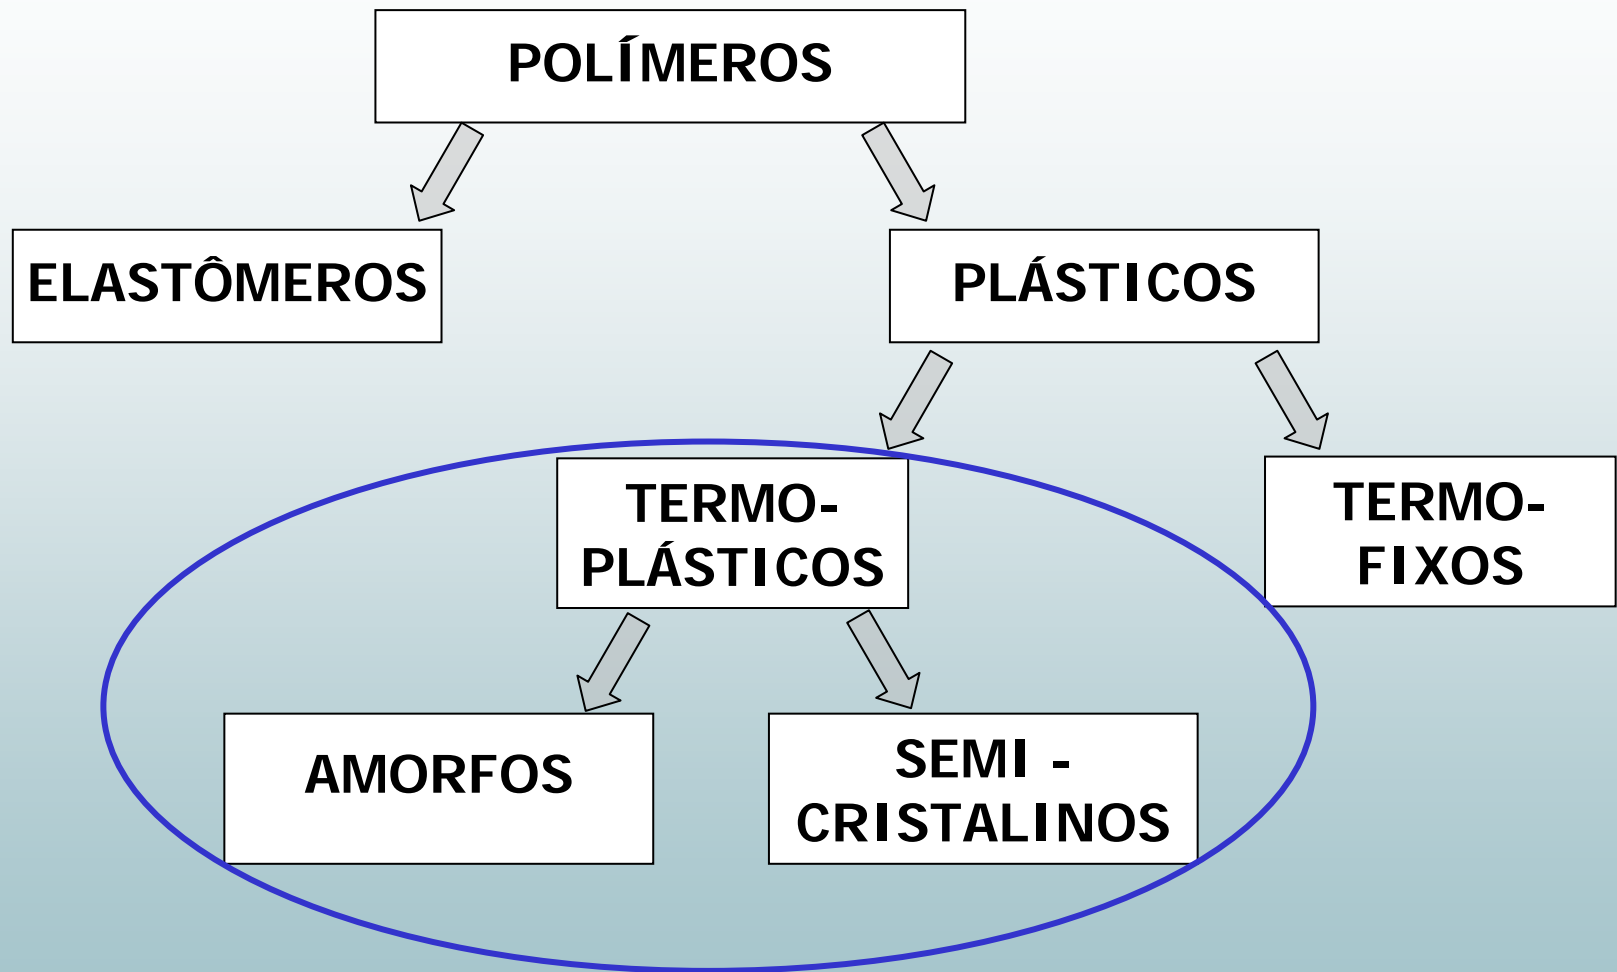 POLÍMEROS
ELASTÔMEROS
PLÁSTICOS
TERMO-
PLÁSTICOS
TERMO-
FIXOS
AMORFOS
SEMI -
CRISTALINOS